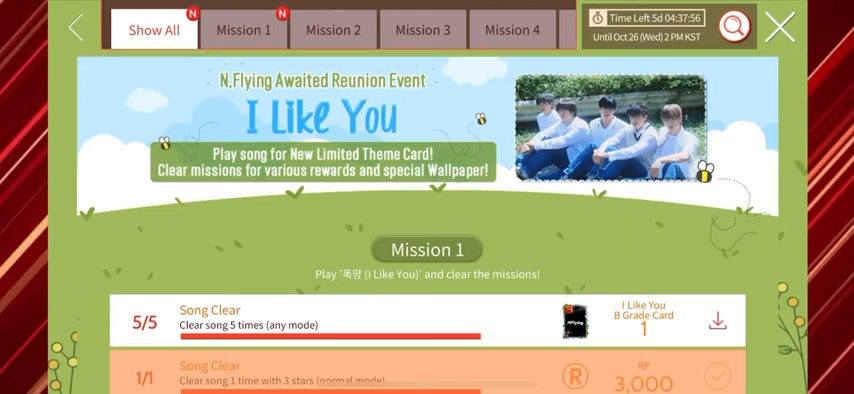 Show All
N
Mission 1
N
Mission 2
Mission 3
Mission 4
Time Left 5d 04:37:56
Until Oct 26 (Wed) 2 PM KST
N.Flying Awaited Reunion Event
I Like You
Play song for New Limited Theme Card!
Clear missions for various rewards and special Wallpaper!
Mission 1
Play '폭망 (I Like You)' and clear the missions!
5/5
Song Clear
Clear song 5 times (any mode)
I Like You
B Grade Card
1
1/1
Song Clear
Clear song 1 time with 3 stars (normal mode)
R
RP
3,000